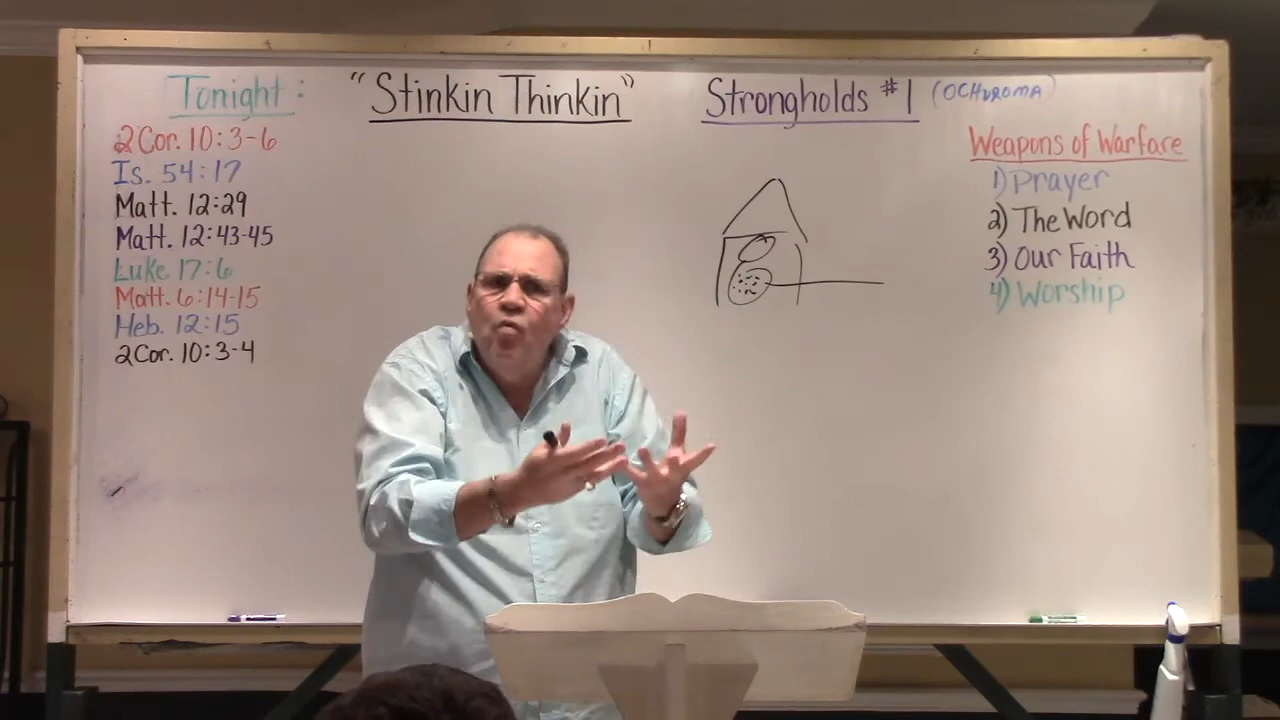 Tonight: "Stinkin Thinkin" Strongholds #1 (OCHUROMA)
2Cor. 10:3-6
Is. 54:17
Matt. 12:29
Matt. 12:43-45
Luke 17:6
Matt. 6:14-15
Heb. 12:15
2Cor. 10:3-4
Weapons of Warfare
1) Prayer
2) The Word
3) Our Faith
4) Worship